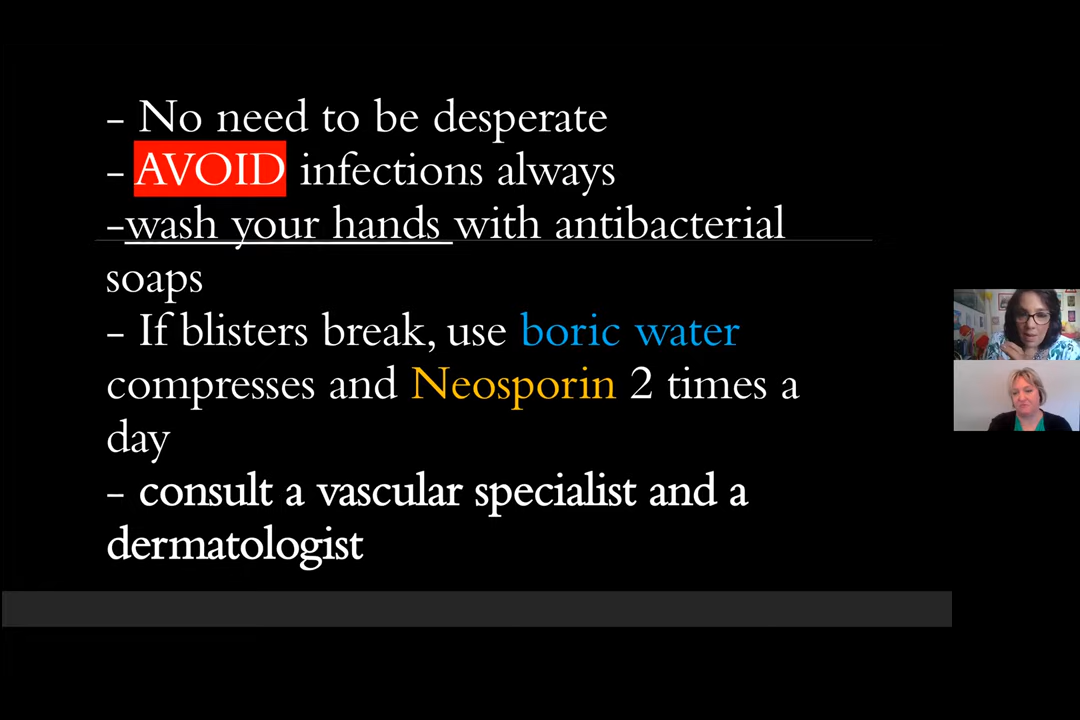 - No need to be desperate
- AVOID infections always
-wash your hands with antibacterial
soaps
- If blisters break, use boric water
compresses and Neosporin 2 times a
day
- consult a vascular specialist and a
dermatologist